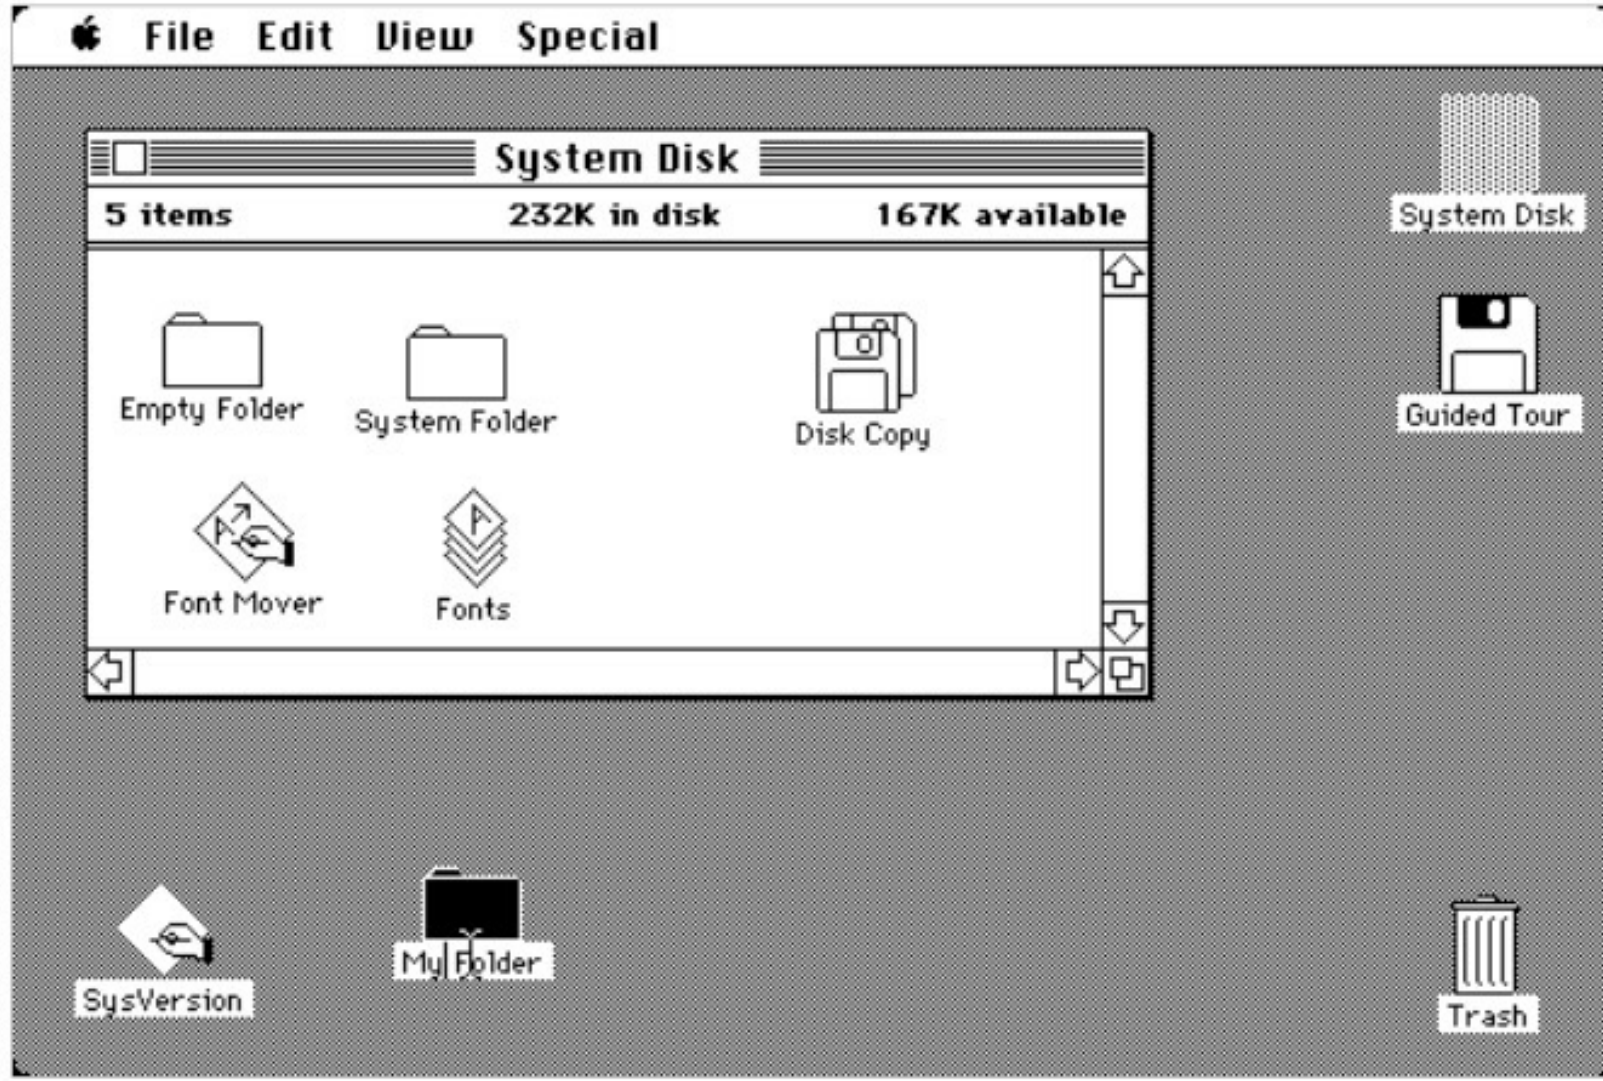 File Edit View Special
System Disk
5 items 232K in disk 167K available
Empty Folder
System Folder
Disk Copy
Font Mover
Fonts
System Disk
Guided Tour
SysVersion
My Folder
Trash